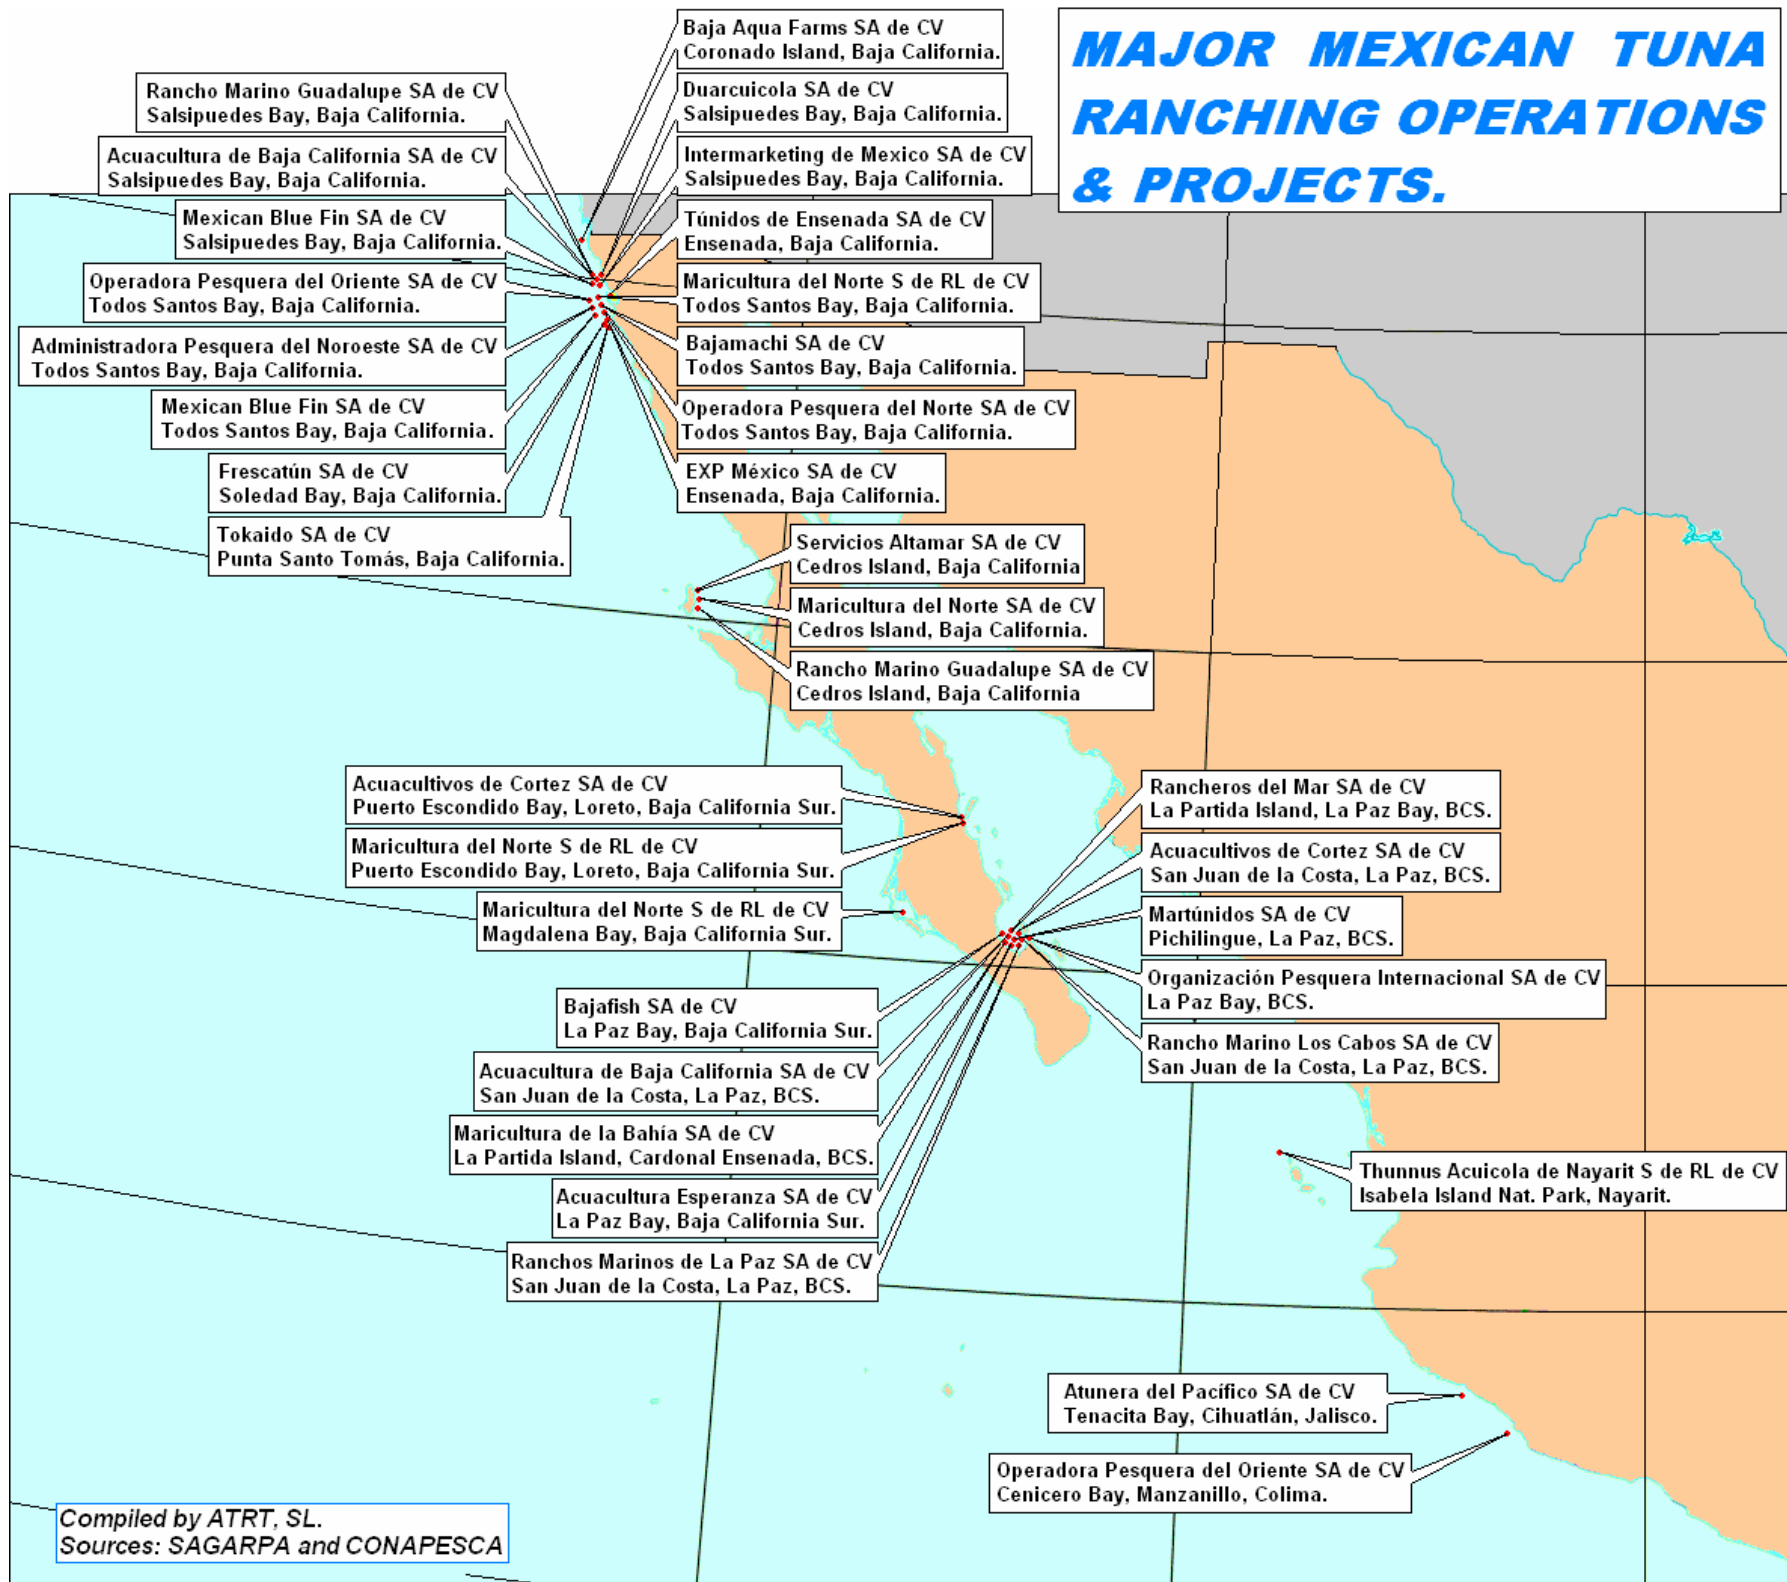 MAJOR MEXICAN TUNA
RANCHING OPERATIONS
& PROJECTS.
Baja Aqua Farms SA de CV
Coronado Island, Baja California.
Rancho Marino Guadalupe SA de CV
Salsipuedes Bay, Baja California.
Duarcuicola SA de CV
Salsipuedes Bay, Baja California.
Acuacultura de Baja California SA de CV
Salsipuedes Bay, Baja California.
Intermarketing de Mexico SA de CV
Salsipuedes Bay, Baja California.
Mexican Blue Fin SA de CV
Salsipuedes Bay, Baja California.
Túnidos de Ensenada SA de CV
Ensenada, Baja California.
Operadora Pesquera del Oriente SA de CV
Todos Santos Bay, Baja California.
Maricultura del Norte S de RL de CV
Todos Santos Bay, Baja California.
Administradora Pesquera del Noroeste SA de CV
Todos Santos Bay, Baja California.
Bajamachi SA de CV
Todos Santos Bay, Baja California.
Mexican Blue Fin SA de CV
Todos Santos Bay, Baja California.
Operadora Pesquera del Norte SA de CV
Todos Santos Bay, Baja California.
Frescatún SA de CV
Soledad Bay, Baja California.
EXP México SA de CV
Ensenada, Baja California.
Tokaido SA de CV
Punta Santo Tomás, Baja California.
Servicios Altamar SA de CV
Cedros Island, Baja California
Maricultura del Norte SA de CV
Cedros Island, Baja California.
Rancho Marino Guadalupe SA de CV
Cedros Island, Baja California
Acuacultivos de Cortez SA de CV
Puerto Escondido Bay, Loreto, Baja California Sur.
Maricultura del Norte S de RL de CV
Puerto Escondido Bay, Loreto, Baja California Sur.
Maricultura del Norte S de RL de CV
Magdalena Bay, Baja California Sur.
Rancheros del Mar SA de CV
La Partida Island, La Paz Bay, BCS.
Acuacultivos de Cortez SA de CV
San Juan de la Costa, La Paz, BCS.
Martúnidos SA de CV
Pichilingue, La Paz, BCS.
Organización Pesquera Internacional SA de CV
La Paz Bay, BCS.
Rancho Marino Los Cabos SA de CV
San Juan de la Costa, La Paz, BCS.
Bajafish SA de CV
La Paz Bay, Baja California Sur.
Acuacultura de Baja California SA de CV
San Juan de la Costa, La Paz, BCS.
Maricultura de la Bahía SA de CV
La Partida Island, Cardonal Ensenada, BCS.
Acuacultura Esperanza SA de CV
La Paz Bay, Baja California Sur.
Ranchos Marinos de La Paz SA de CV
San Juan de la Costa, La Paz, BCS.
Thunnus Acuicola de Nayarit S de RL de CV
Isabela Island Nat. Park, Nayarit.
Atunera del Pacífico SA de CV
Tenacita Bay, Cihuatlán, Jalisco.
Operadora Pesquera del Oriente SA de CV
Cenicero Bay, Manzanillo, Colima.
Compiled by ATRT, SL.
Sources: SAGARPA and CONAPESCA